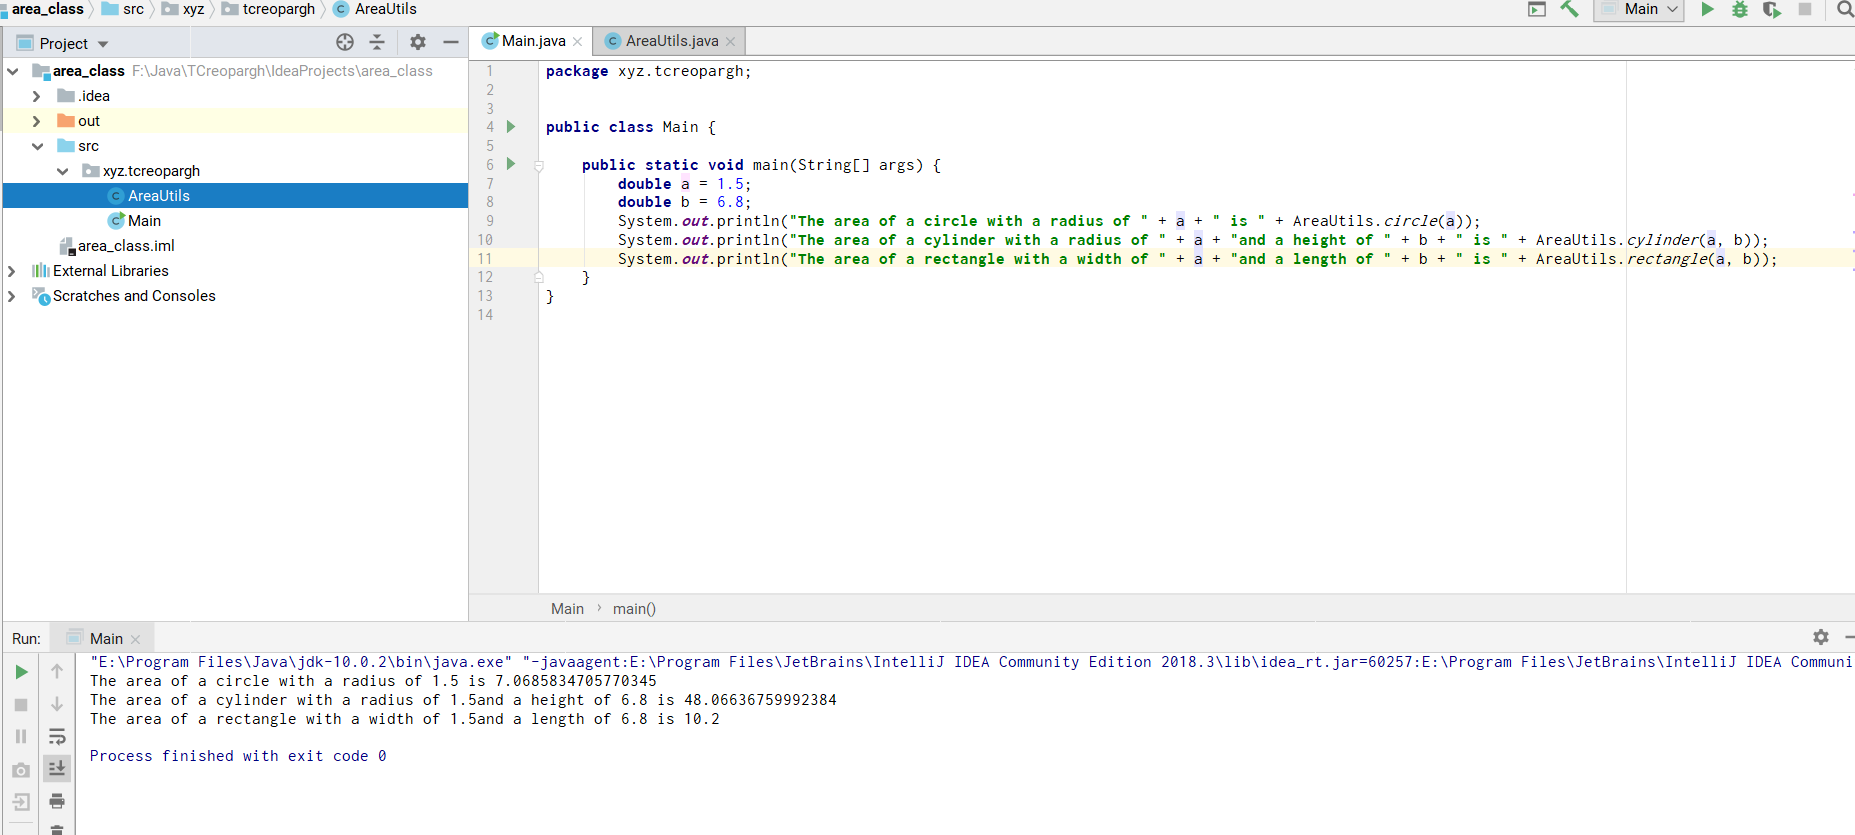 area_class src xyz tcreopargh AreaUtils Main
Project Main.java AreaUtils.java
area_class F:\Java\TCreopargh\IdeaProjects\area_class
.idea
out
src
xyz.tcreopargh
AreaUtils
Main
area_class.iml
External Libraries
Scratches and Consoles
1 package xyz.tcreopargh;
2
3
4 public class Main {
5
6 public static void main(String[] args) {
7 double a = 1.5;
8 double b = 6.8;
9 System.out.println("The area of a circle with a radius of " + a + " is " + AreaUtils.circle(a));
10 System.out.println("The area of a cylinder with a radius of " + a + "and a height of " + b + " is " + AreaUtils.cylinder(a, b));
11 System.out.println("The area of a rectangle with a width of " + a + "and a length of " + b + " is " + AreaUtils.rectangle(a, b));
12 }
13 }
14
Main › main()
Run: Main
"E:\Program Files\Java\jdk-10.0.2\bin\java.exe" "-javaagent:E:\Program Files\JetBrains\IntelliJ IDEA Community Edition 2018.3\lib\idea_rt.jar=60257:E:\Program Files\JetBrains\IntelliJ IDEA Communi
The area of a circle with a radius of 1.5 is 7.0685834705770345
The area of a cylinder with a radius of 1.5and a height of 6.8 is 48.06636759992384
The area of a rectangle with a width of 1.5and a length of 6.8 is 10.2
Process finished with exit code 0